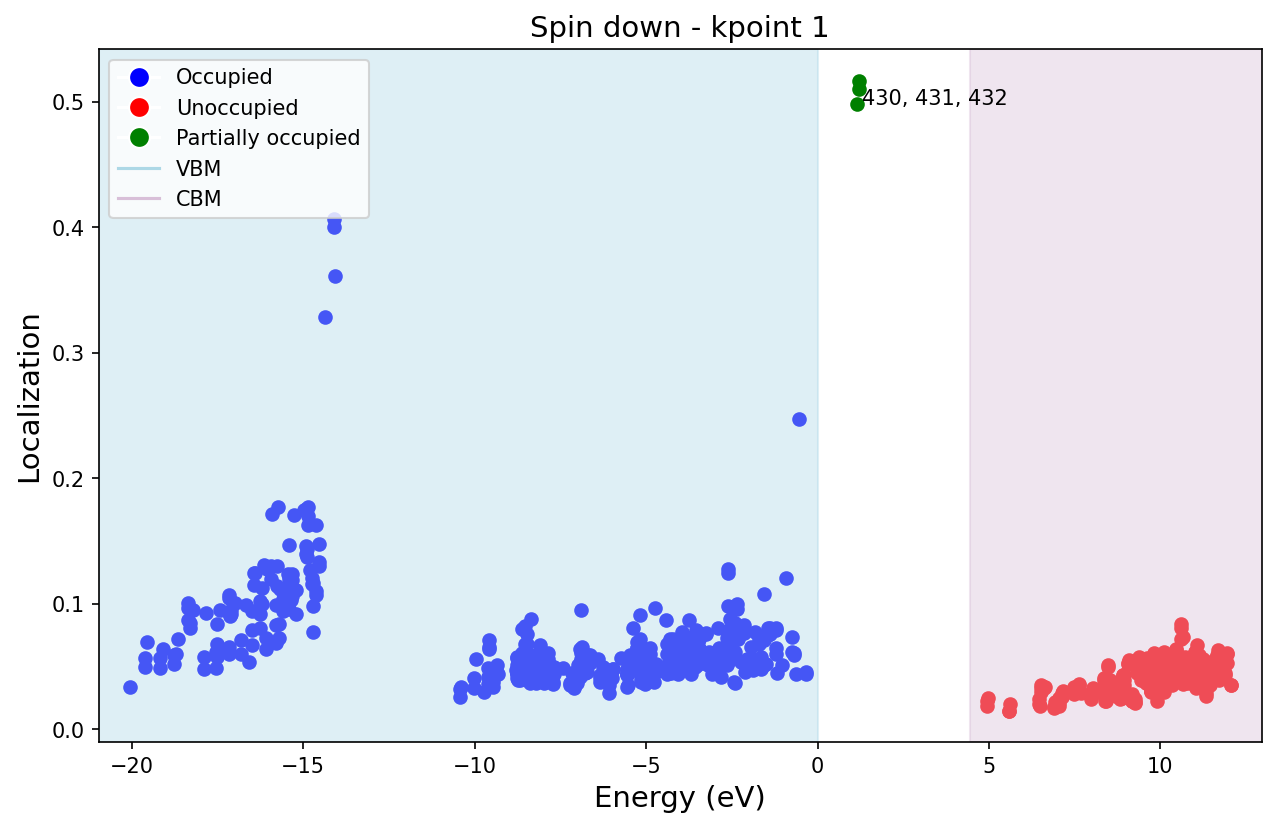 Spin down - kpoint 1
Occupied
Unoccupied
Partially occupied
VBM
CBM
430, 431, 432
Localization
0.5
0.4
0.3
0.2
0.1
0.0
−20
−15
−10
−5
0
5
10
Energy (eV)